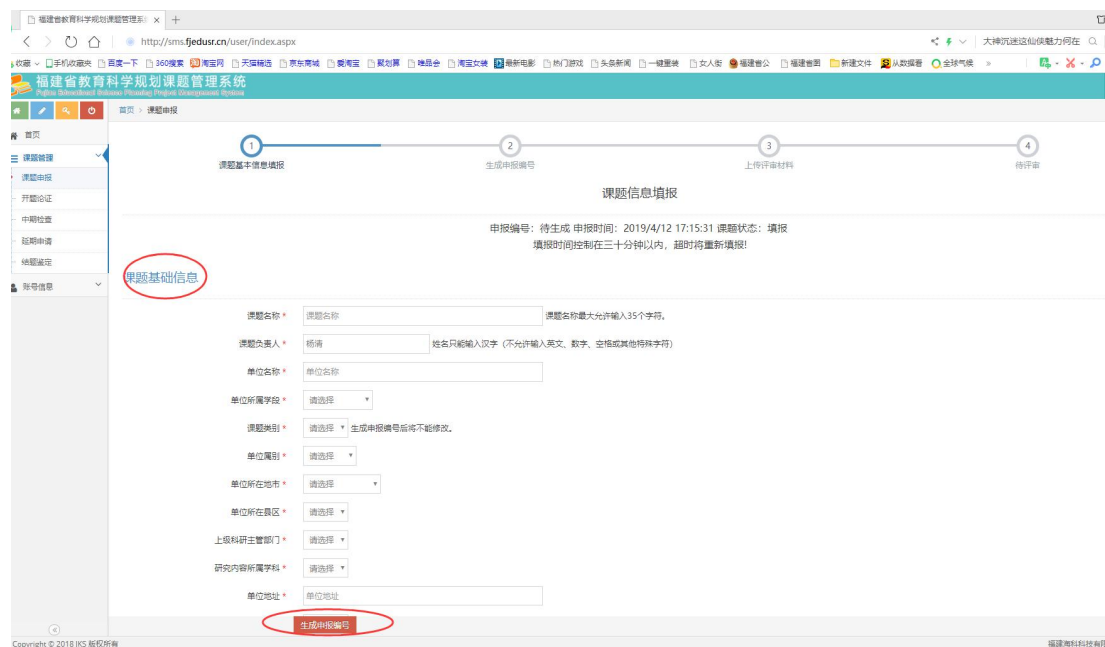 福建省教育科学规划课题管理系 × +
http://sms.fjedusr.cn/user/index.aspx 大神沉迷这仙侠魅力何在
收藏 手机收藏夹 百度一下 360搜索 淘宝网 天猫精选 京东商城 爱淘宝 聚划算 唯品会 淘宝女装 最新电影 热门游戏 头条新闻 一键重装 女人街 福建省公 福建省图 新建文件 从数据看 全球气候 »
福建省教育科学规划课题管理系统
Fujian Educational Science Planning Project Management System
首页 > 课题申报
首页
课题管理
课题申报
开题论证
中期检查
延期申请
结题鉴定
账号信息
1 2 3 4
课题基本信息填报 生成申报编号 上传评审材料 待评审
课题信息填报
申报编号：待生成 申报时间：2019/4/12 17:15:31 课题状态：填报
填报时间控制在三十分钟以内，超时将重新填报!
课题基础信息
课题名称 * 课题名称 课题名称最大允许输入35个字符。
课题负责人 * 杨清 姓名只能输入汉字（不允许输入英文、数字、空格或其他特殊字符）
单位名称 * 单位名称
单位所属学段 * 请选择
课题类别 * 请选择 生成申报编号后将不能修改。
单位属别 * 请选择
单位所在地市 * 请选择
单位所在县区 * 请选择
上级科研主管部门 * 请选择
研究内容所属学科 * 请选择
单位地址 * 单位地址
生成申报编号
Copyright © 2018 IKS 版权所有 福建海科科技有限